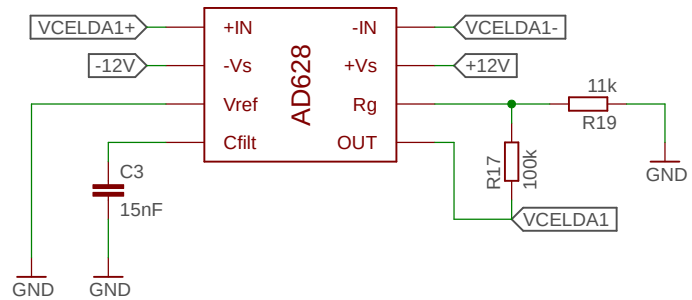 VCELDA1+
+IN
-IN
VCELDA1-
-12V
-Vs
+Vs
+12V
AD628
Vref
Rg
11k
R19
Cfilt
OUT
C3
15nF
R17
100k
GND
VCELDA1
GND
GND